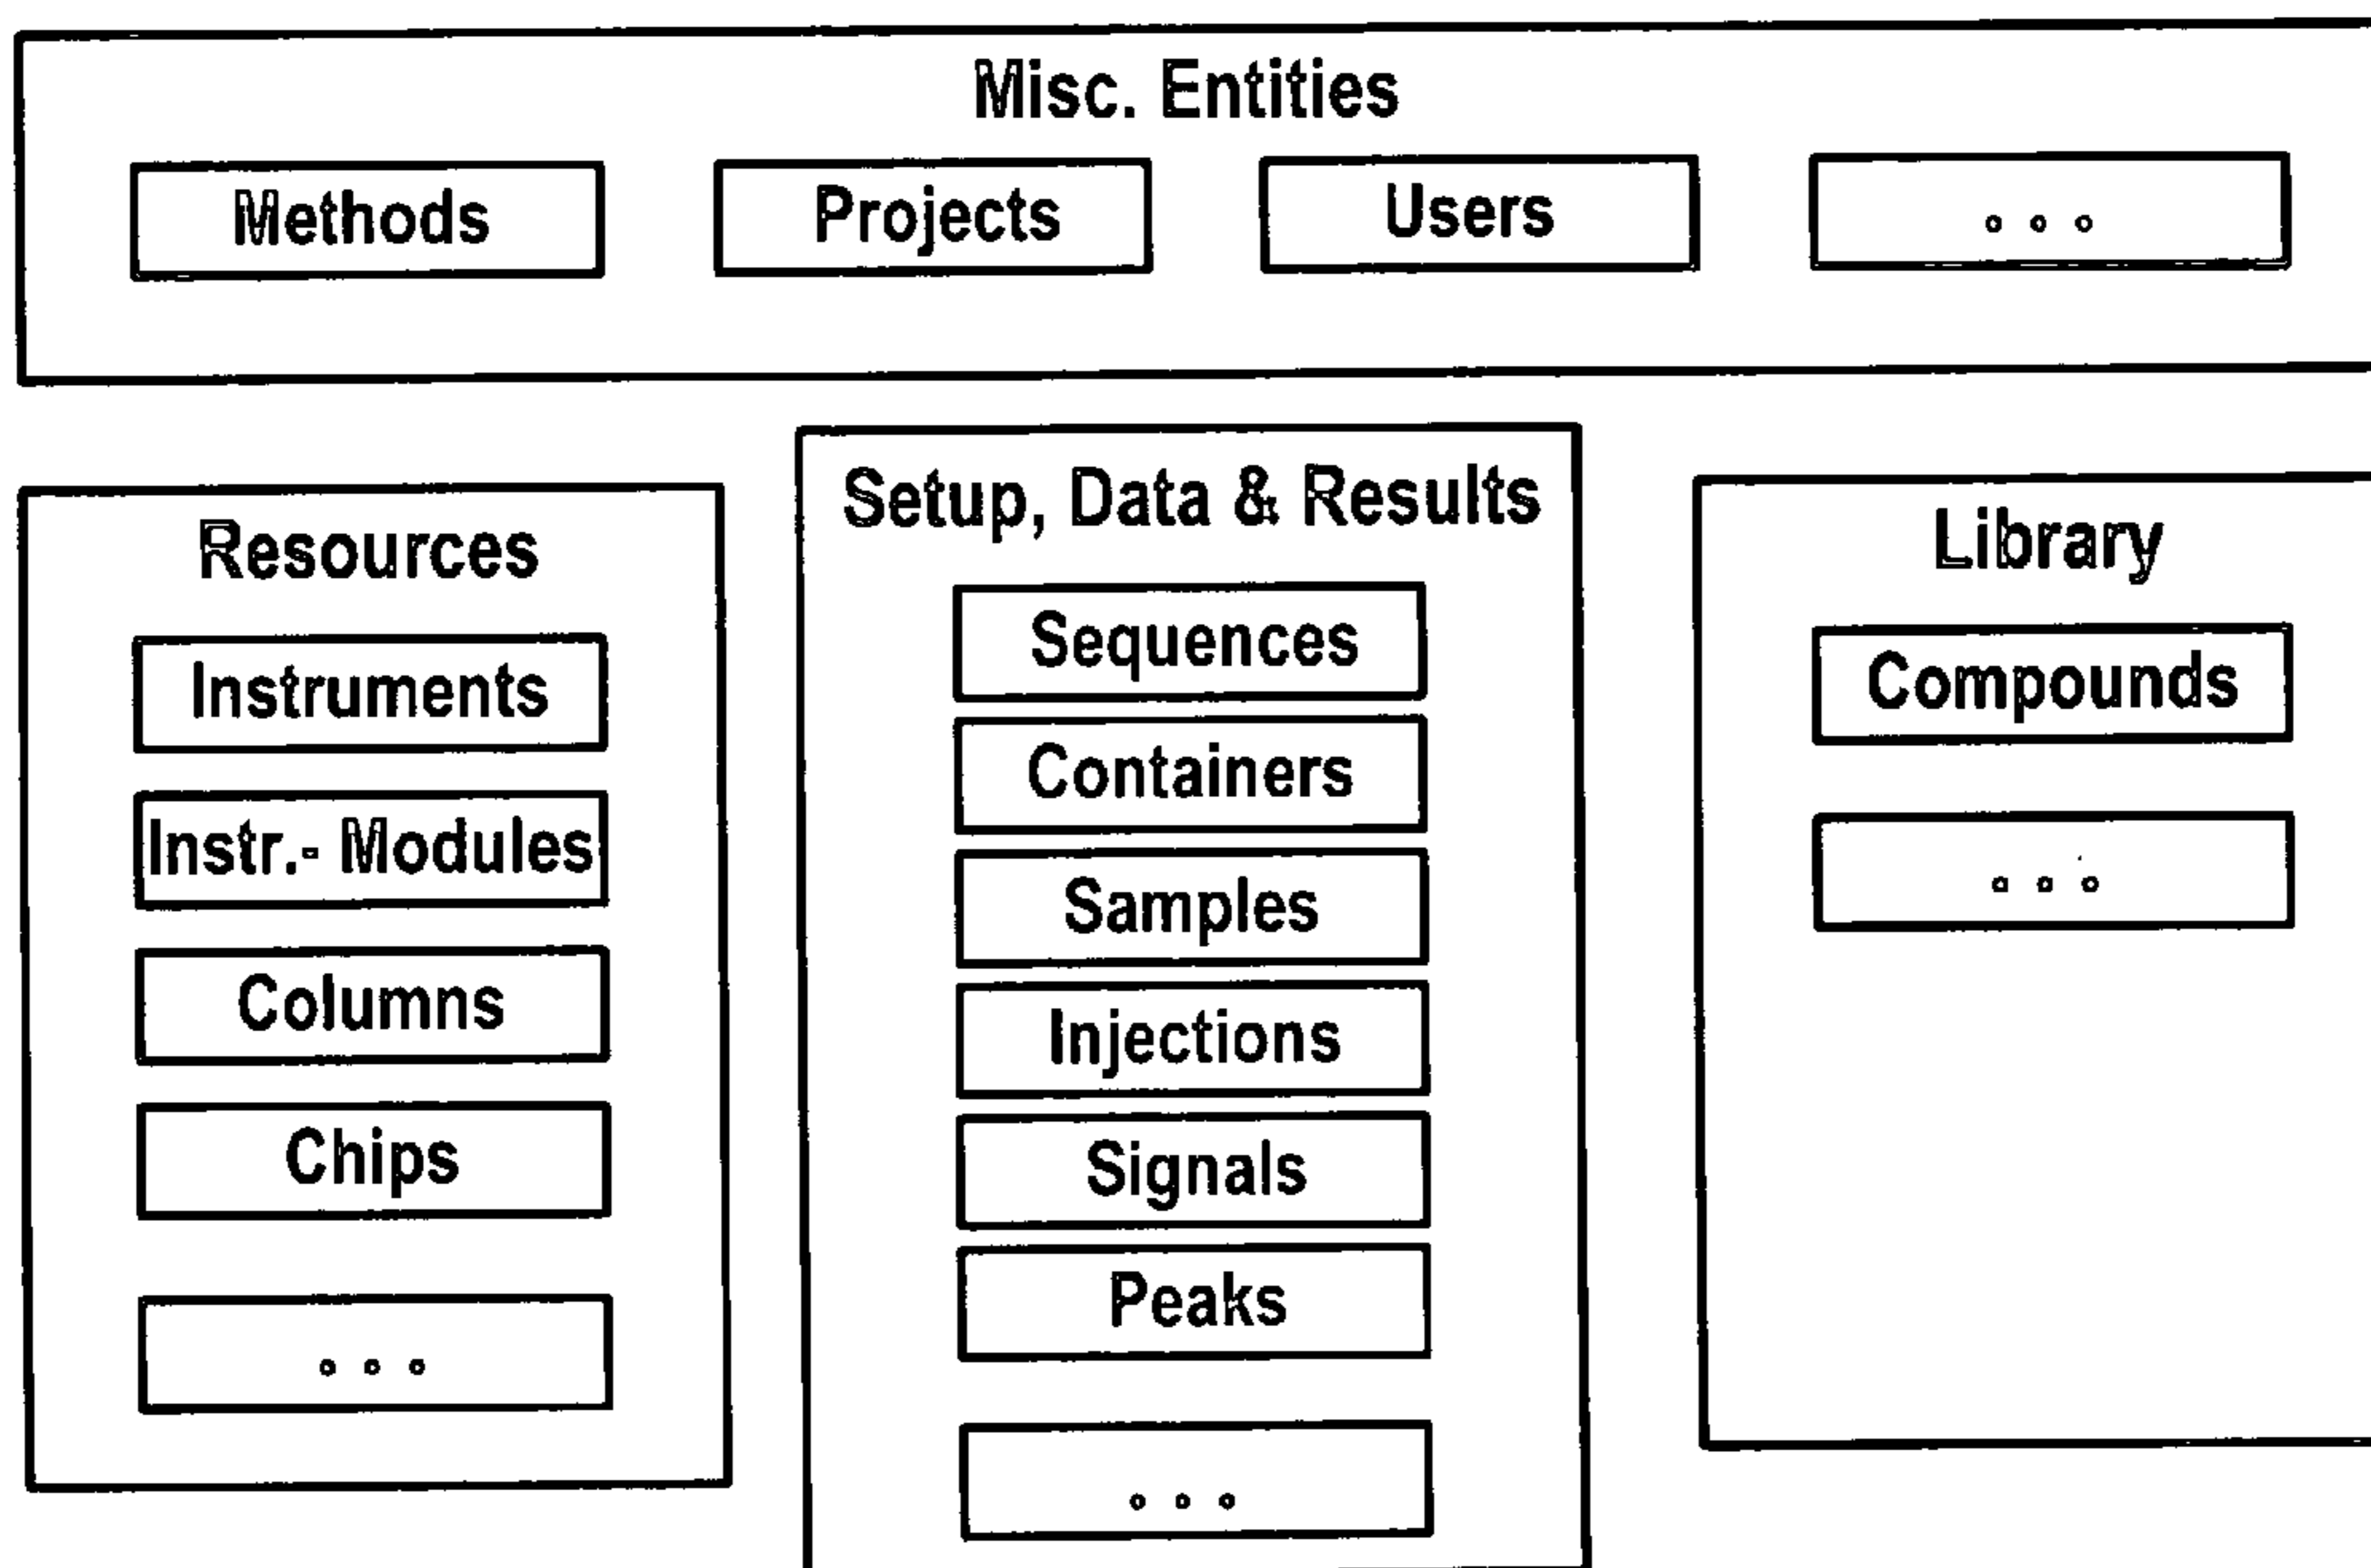 Misc. Entities
Methods
Projects
Users
...
Resources
Instruments
Instr.- Modules
Columns
Chips
...
Setup, Data & Results
Sequences
Containers
Samples
Injections
Signals
Peaks
...
Library
Compounds
...